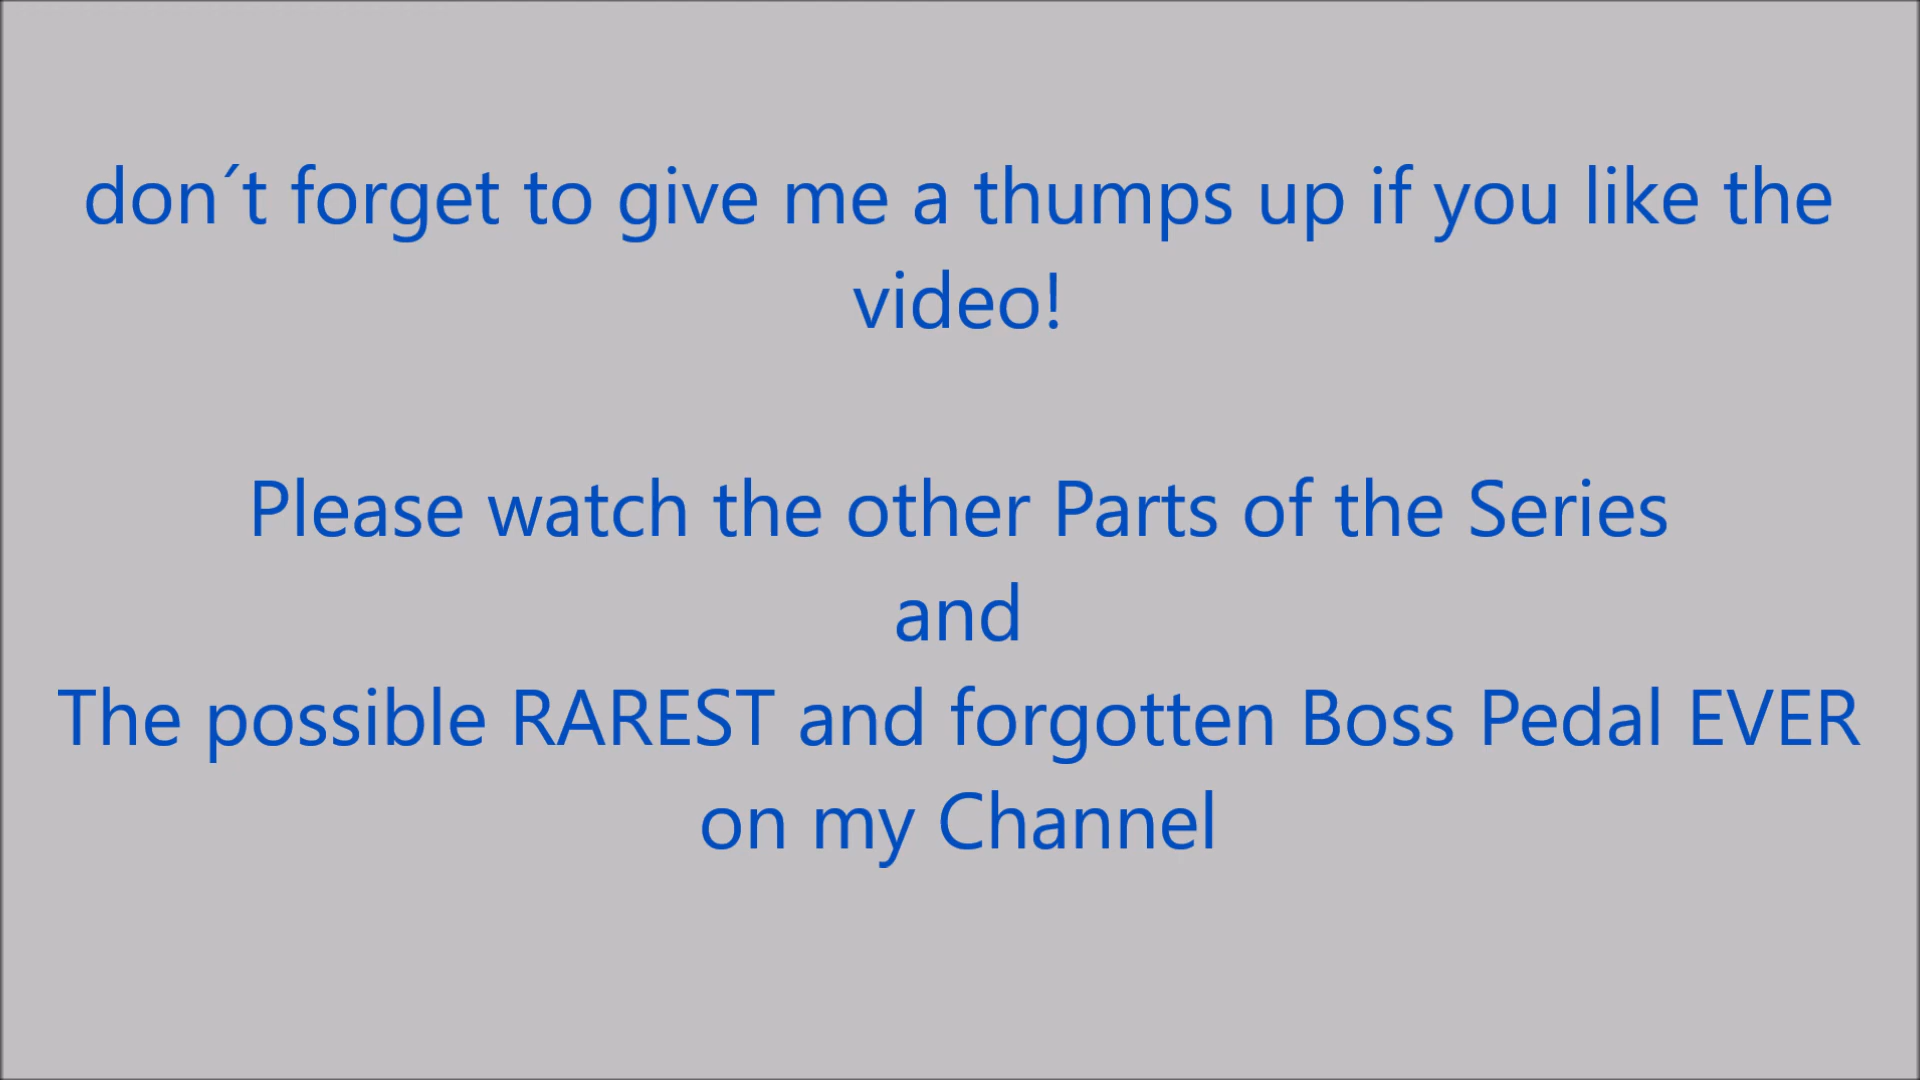 don´t forget to give me a thumps up if you like the
video!
Please watch the other Parts of the Series
and
The possible RAREST and forgotten Boss Pedal EVER
on my Channel